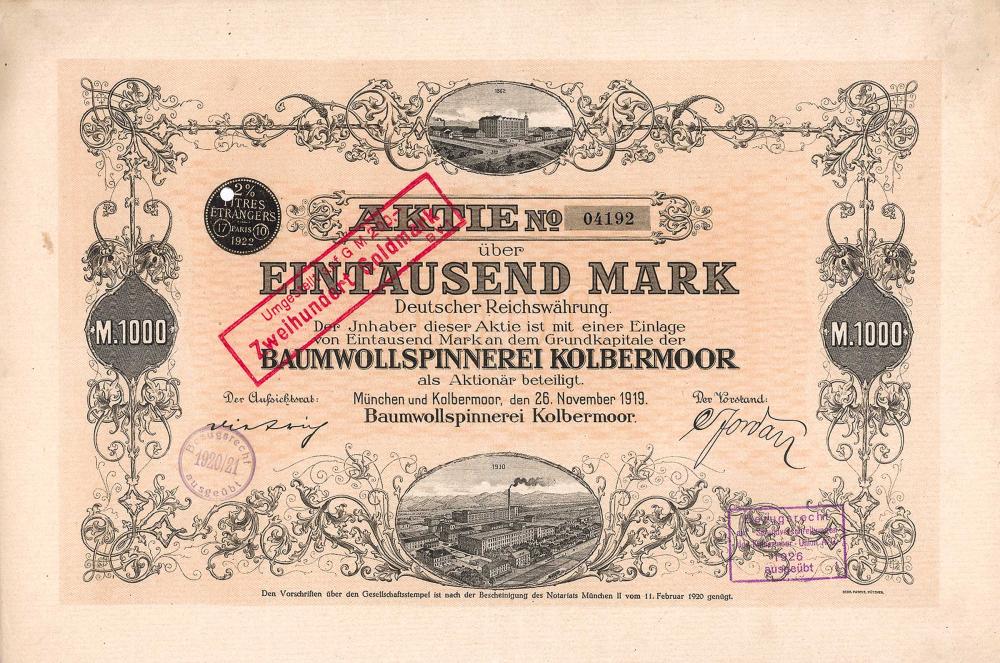 1862
2%
TITRES
ETRANGERS
17 PARIS 10
1922
AKTIE No 04192
über
EINTAUSEND MARK
Deutscher Reichswährung.
Umgestellt auf G M 200.-
Zweihundert Goldmark
Der Jnhaber dieser Aktie ist mit einer Einlage
von Eintausend Mark an dem Grundkapitale der
BAUMWOLLSPINNEREI KOLBERMOOR
als Aktionär beteiligt.
M.1000
M.1000
Der Aufsichtsrat:
München und Kolbermoor, den 26. November 1919.
Der Vorstand:
Baumwollspinnerei Kolbermoor.
Jordan
Bezugsrecht
1920/21
ausgeübt
1910
Bezugsrecht
1926
ausgeübt
Den Vorschriften über den Gesellschaftsstempel ist nach der Bescheinigung des Notariats München II vom 11. Februar 1920 genügt.